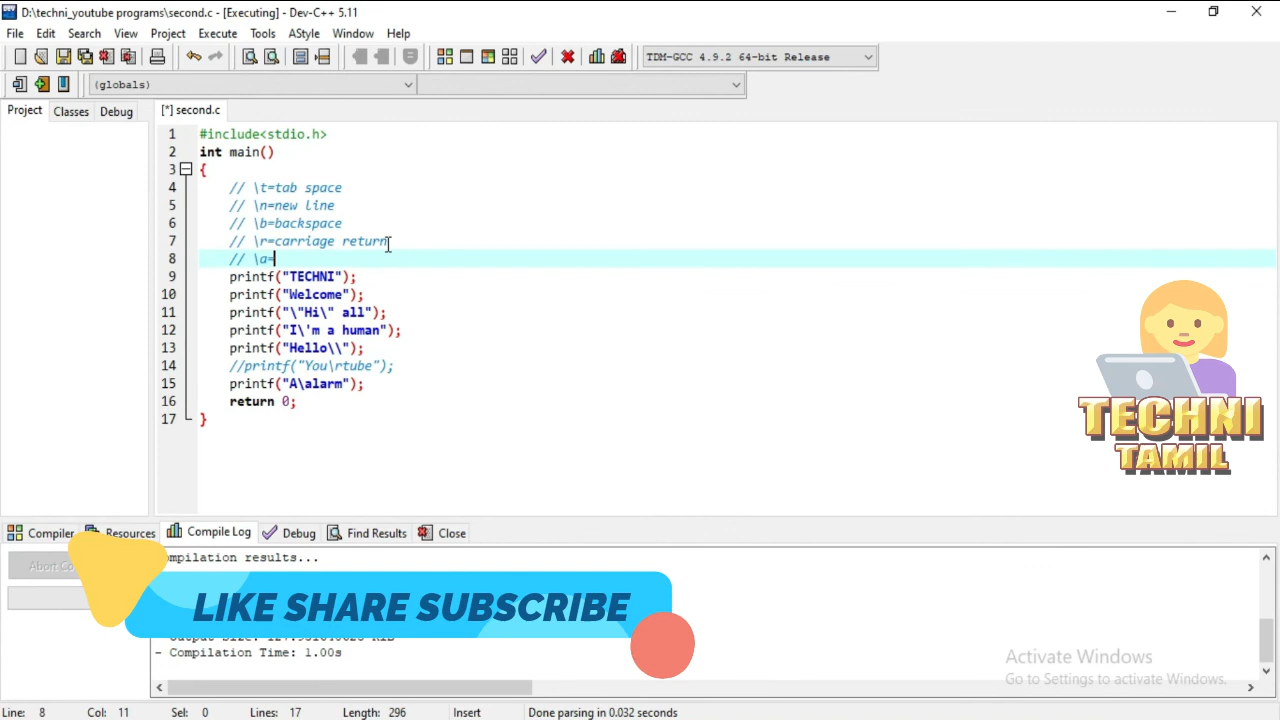 D:\techni_youtube programs\second.c - [Executing] - Dev-C++ 5.11
File Edit Search View Project Execute Tools AStyle Window Help
TDM-GCC 4.9.2 64-bit Release
(globals)
Project Classes Debug
[*] second.c
1 #include<stdio.h>
2 int main()
3 {
4 // \t=tab space
5 // \n=new line
6 // \b=backspace
7 // \r=carriage return
8 // \a=
9 printf("TECHNI");
10 printf("Welcome");
11 printf("\"Hi\" all");
12 printf("I\'m a human");
13 printf("Hello\\");
14 //printf("You\rtube");
15 printf("A\alarm");
16 return 0;
17 }
TECHNI
TAMIL
Compiler Resources Compile Log Debug Find Results Close
Abort
mpilation results...
LIKE SHARE SUBSCRIBE
- Compilation Time: 1.00s
Activate Windows
Go to Settings to activate Windows.
Line: 8 Col: 11 Sel: 0 Lines: 17 Length: 296 Insert Done parsing in 0.032 seconds